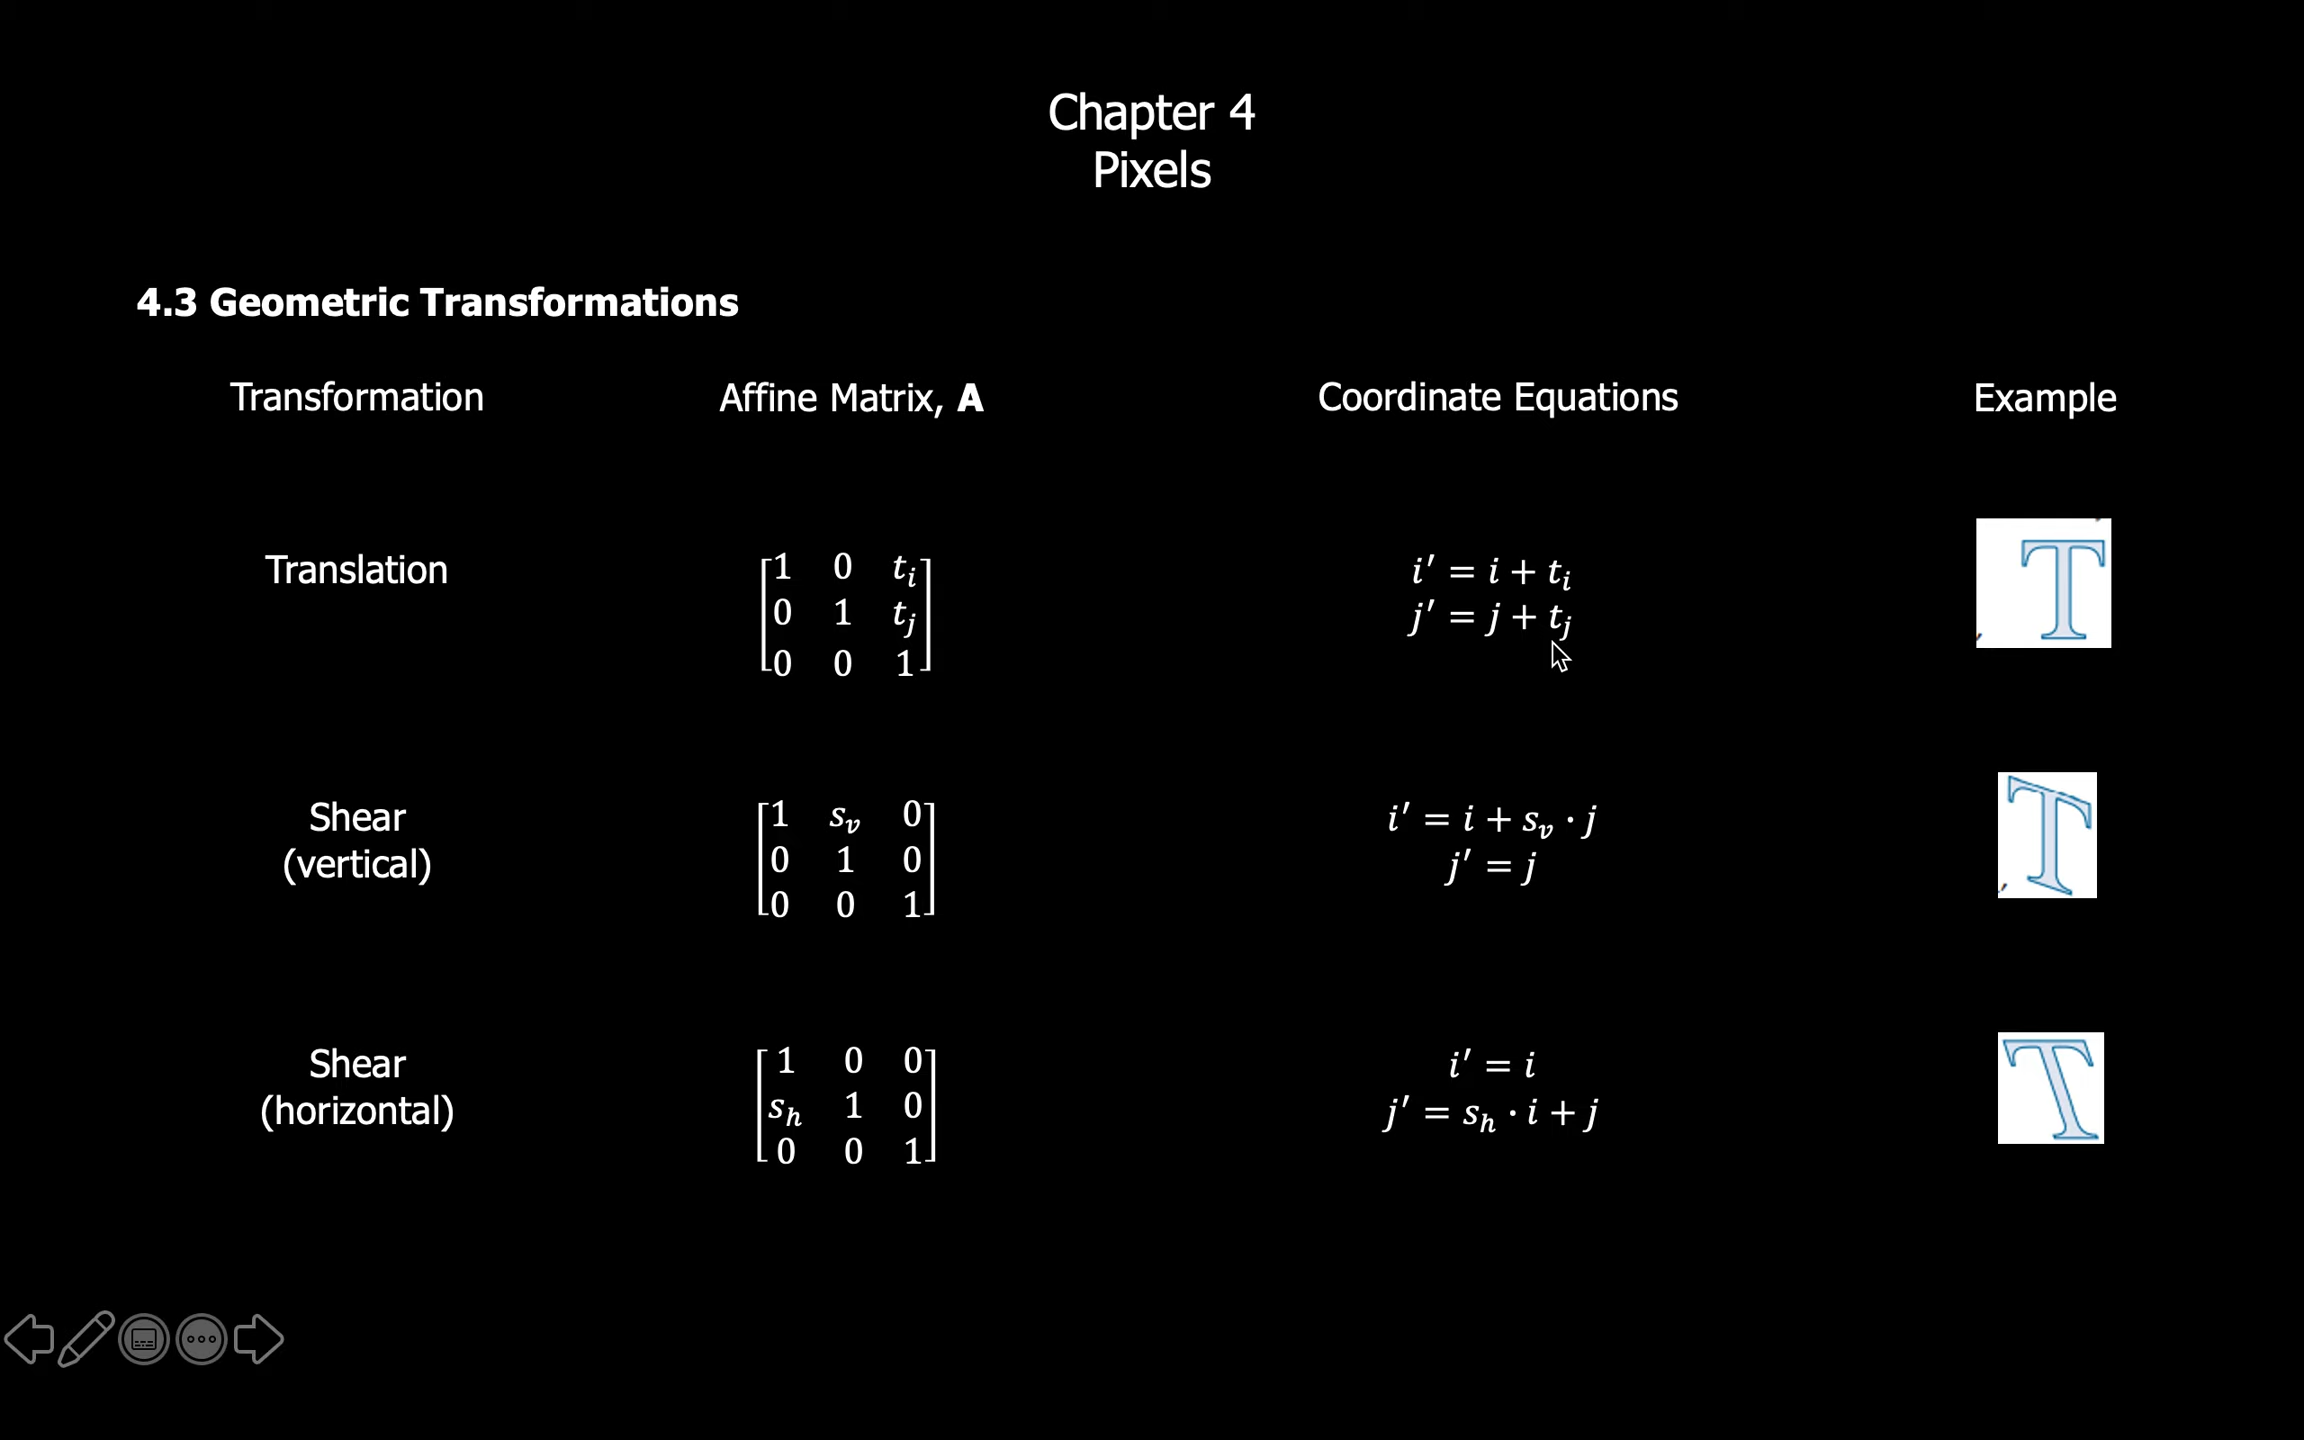 Chapter 4
Pixels
4.3 Geometric Transformations
Transformation Affine Matrix, A Coordinate Equations Example
Translation
1 0 tᵢ
0 1 tⱼ
0 0 1
i′ = i + tᵢ
j′ = j + tⱼ
T
Shear
(vertical)
1 sᵥ 0
0 1 0
0 0 1
i′ = i + sᵥ · j
j′ = j
T
Shear
(horizontal)
1 0 0
sₕ 1 0
0 0 1
i′ = i
j′ = sₕ · i + j
T